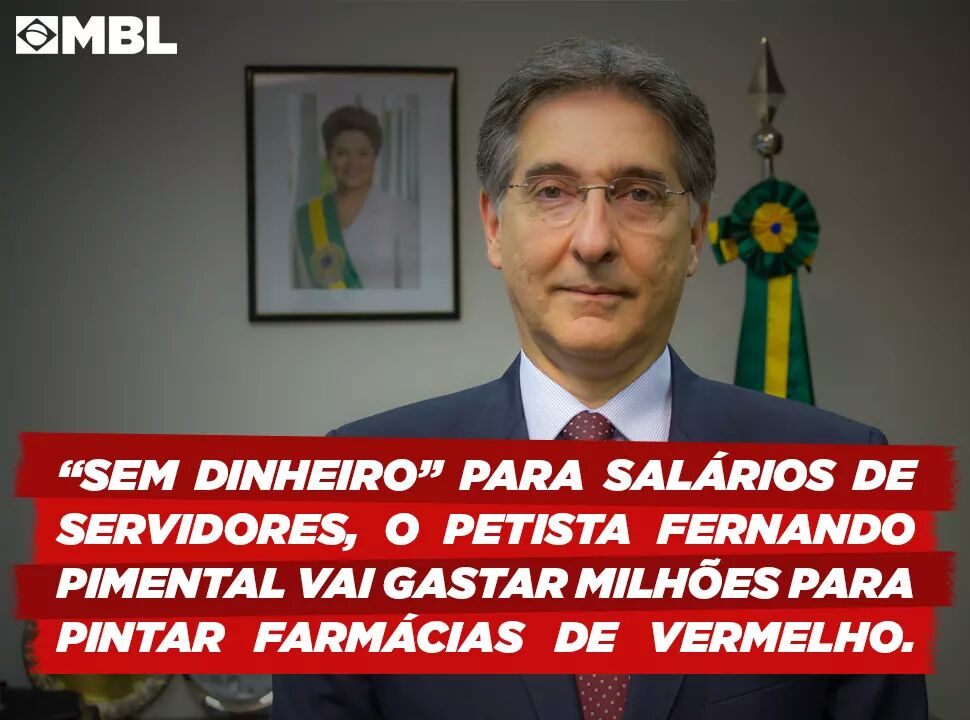 MBL
“SEM DINHEIRO” PARA SALÁRIOS DE
SERVIDORES, O PETISTA FERNANDO
PIMENTAL VAI GASTAR MILHÕES PARA
PINTAR FARMÁCIAS DE VERMELHO.